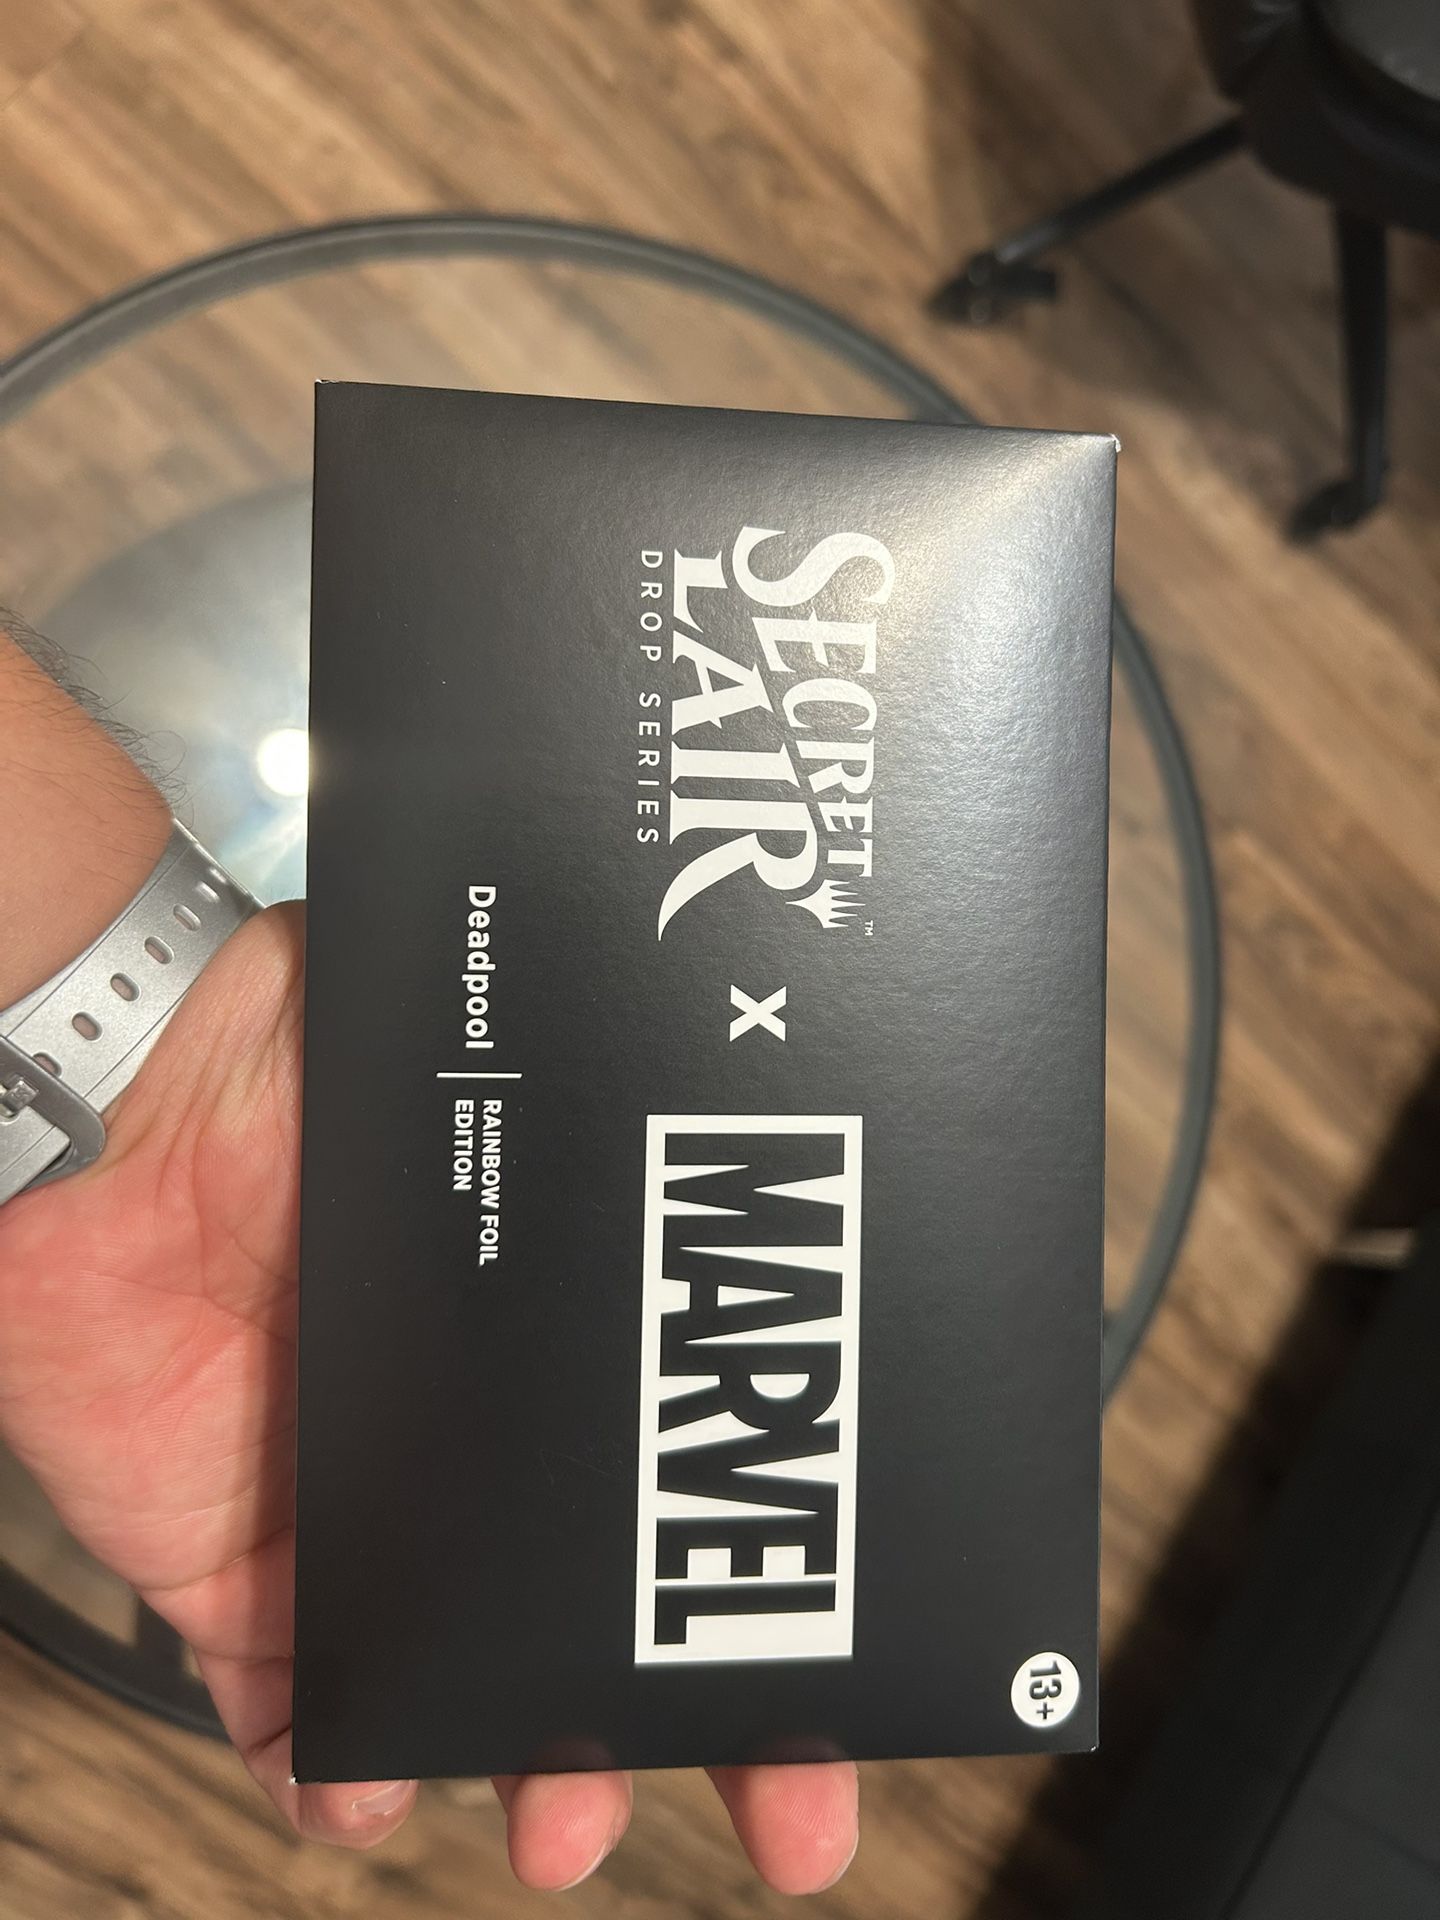 SECRET
LAIR™
DROP SERIES
x
MARVEL
Deadpool
RAINBOW FOIL
EDITION
13+